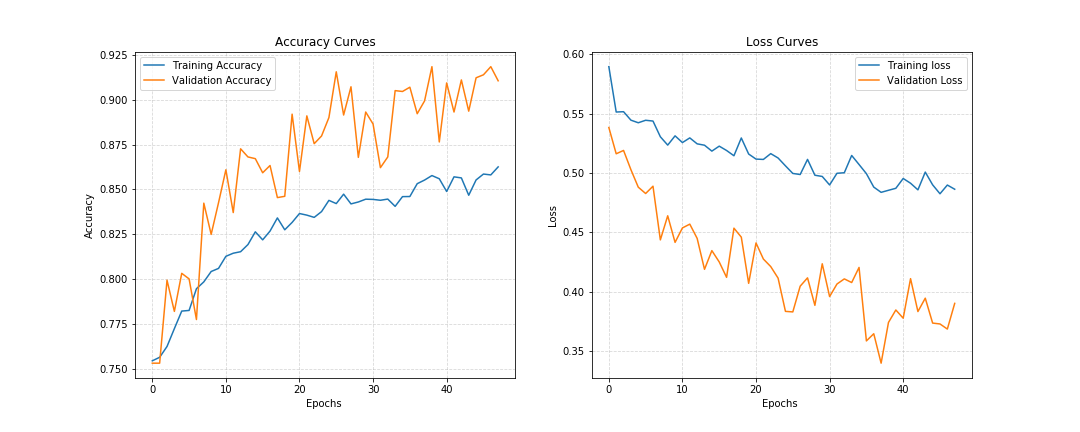 Accuracy Curves
Training Accuracy
Validation Accuracy
0.925
0.900
0.875
0.850
0.825
0.800
0.775
0.750
Accuracy
0 10 20 30 40
Epochs
Loss Curves
Training loss
Validation Loss
0.60
0.55
0.50
0.45
0.40
0.35
Loss
0 10 20 30 40
Epochs